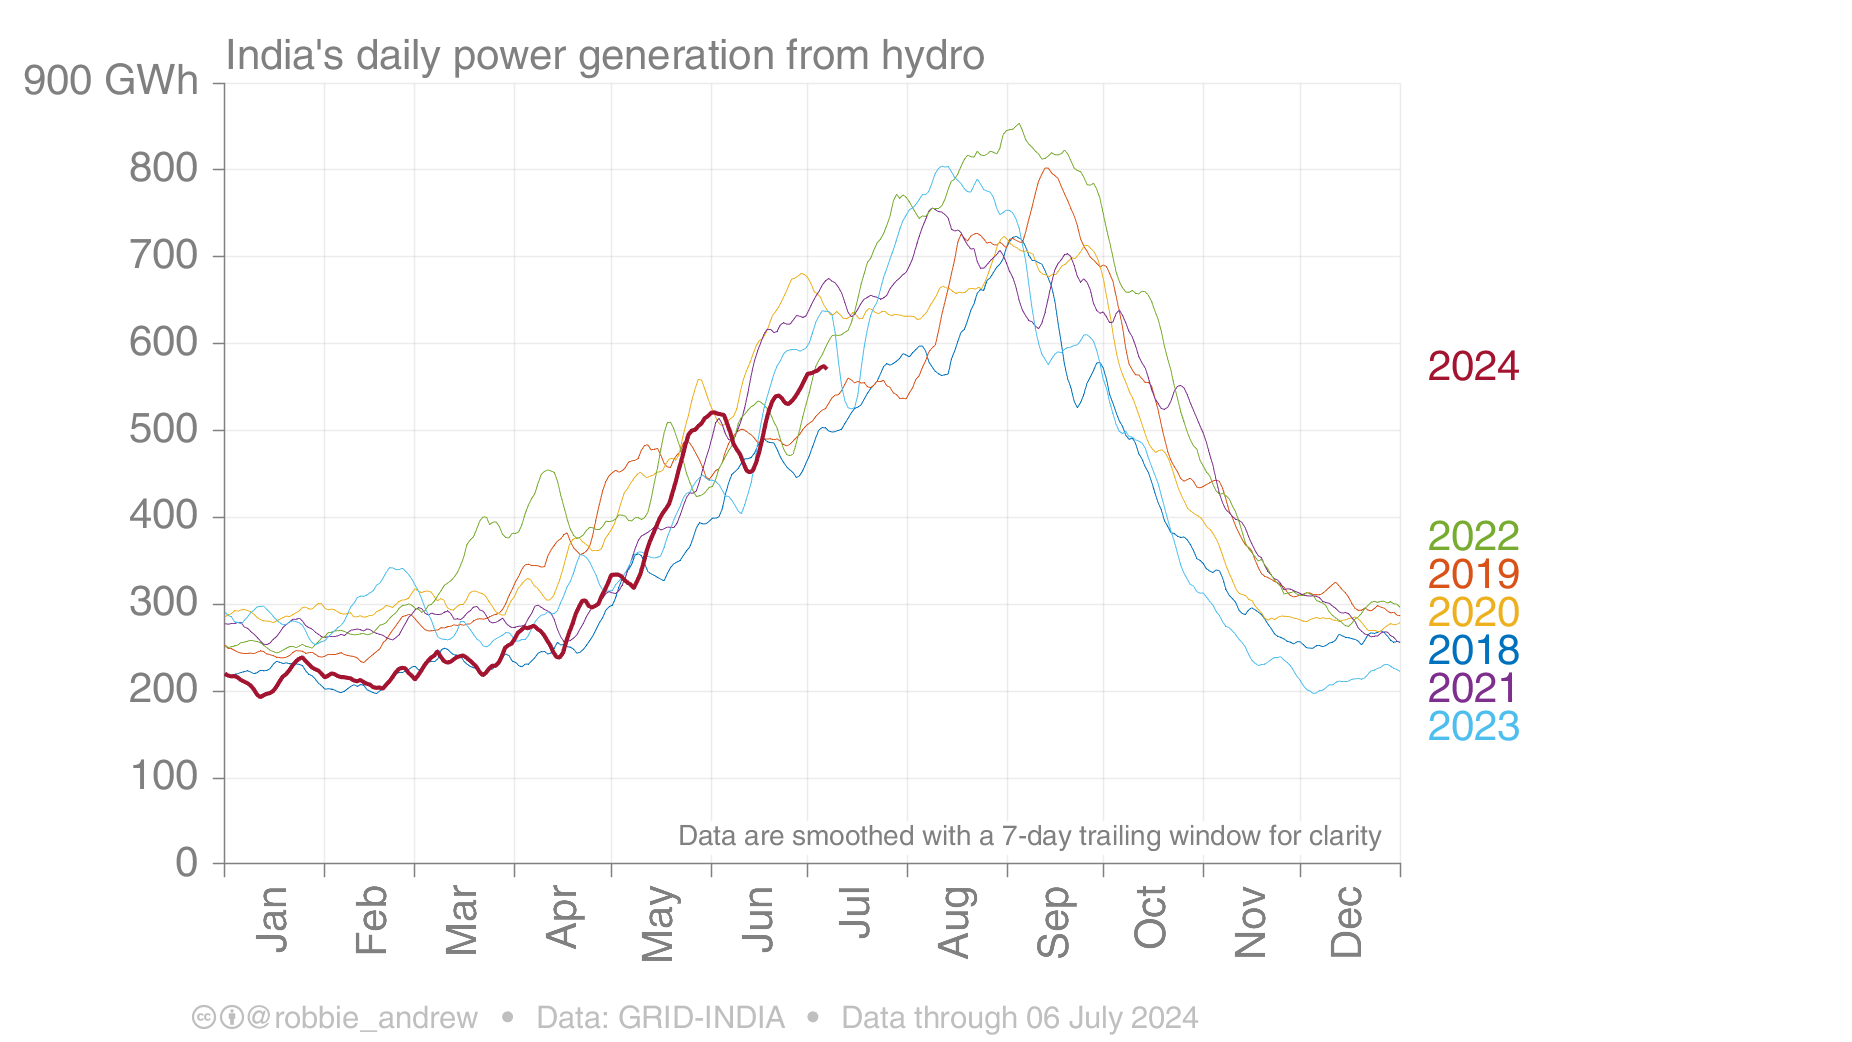 India's daily power generation from hydro
900 GWh
800
700
600
500
400
300
200
100
0
2024
2022
2019
2020
2018
2021
2023
Data are smoothed with a 7-day trailing window for clarity
Jan
Feb
Mar
Apr
May
Jun
Jul
Aug
Sep
Oct
Nov
Dec
cc @robbie_andrew • Data: GRID-INDIA • Data through 06 July 2024